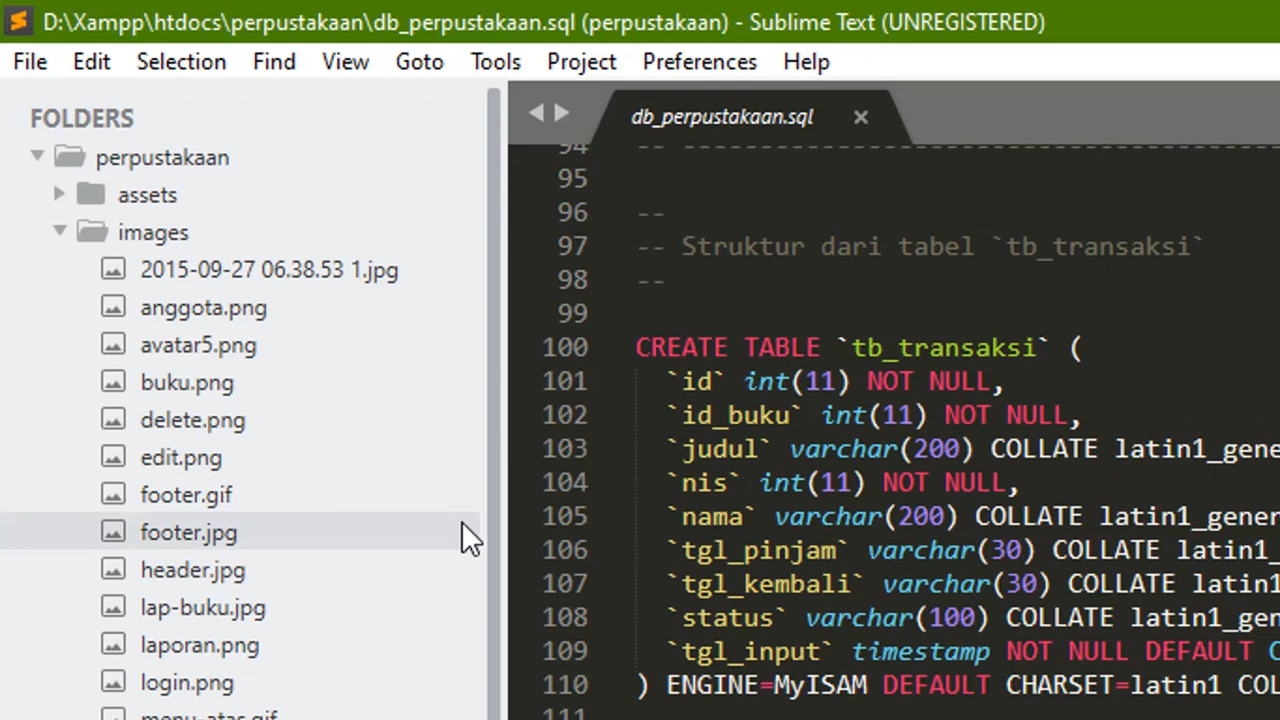 D:\Xampp\htdocs\perpustakaan\db_perpustakaan.sql (perpustakaan) - Sublime Text (UNREGISTERED)
File Edit Selection Find View Goto Tools Project Preferences Help
FOLDERS
perpustakaan
assets
images
2015-09-27 06.38.53 1.jpg
anggota.png
avatar5.png
buku.png
delete.png
edit.png
footer.gif
footer.jpg
header.jpg
lap-buku.jpg
laporan.png
login.png
menu-atas.gif
db_perpustakaan.sql ×
94 -- ----------------------------------------
95
96 --
97 -- Struktur dari tabel `tb_transaksi`
98 --
99
100 CREATE TABLE `tb_transaksi` (
101 `id` int(11) NOT NULL,
102 `id_buku` int(11) NOT NULL,
103 `judul` varchar(200) COLLATE latin1_gene
104 `nis` int(11) NOT NULL,
105 `nama` varchar(200) COLLATE latin1_gener
106 `tgl_pinjam` varchar(30) COLLATE latin1_
107 `tgl_kembali` varchar(30) COLLATE latin1
108 `status` varchar(100) COLLATE latin1_gen
109 `tgl_input` timestamp NOT NULL DEFAULT C
110 ) ENGINE=MyISAM DEFAULT CHARSET=latin1 COL
111